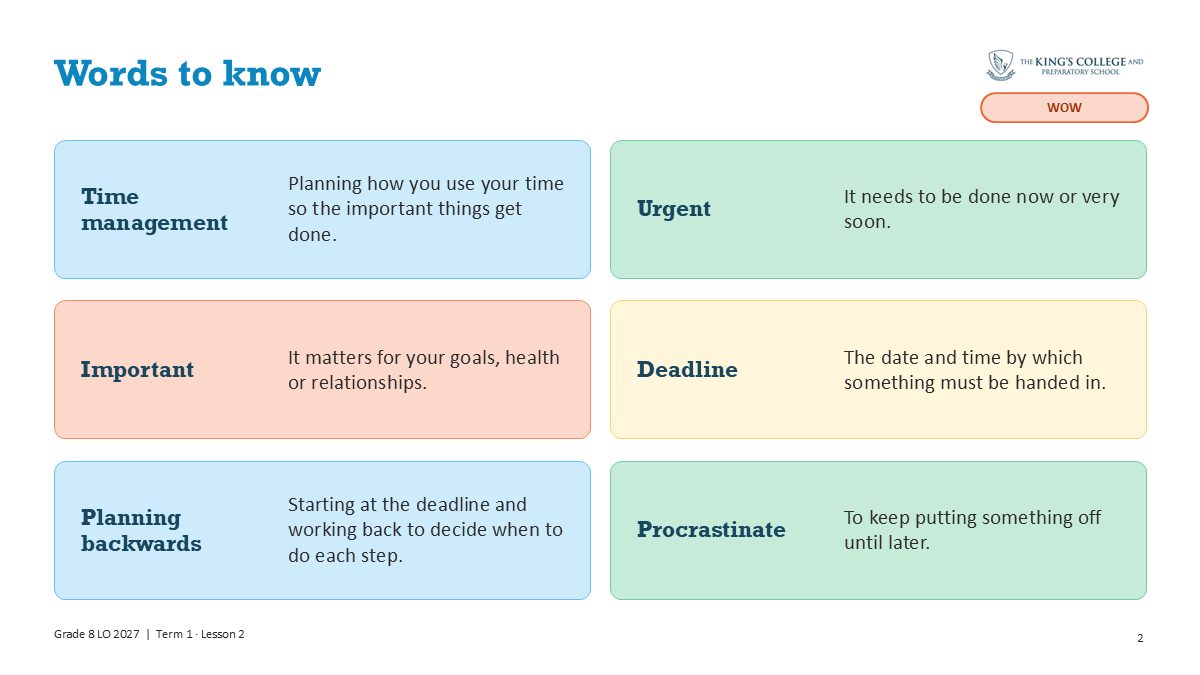 Words to know
THE KING'S COLLEGE AND
PREPARATORY SCHOOL
WOW
Time
management
Planning how you use your time
so the important things get
done.
Urgent
It needs to be done now or very
soon.
Important
It matters for your goals, health
or relationships.
Deadline
The date and time by which
something must be handed in.
Planning
backwards
Starting at the deadline and
working back to decide when to
do each step.
Procrastinate
To keep putting something off
until later.
Grade 8 LO 2027 | Term 1 · Lesson 2
2